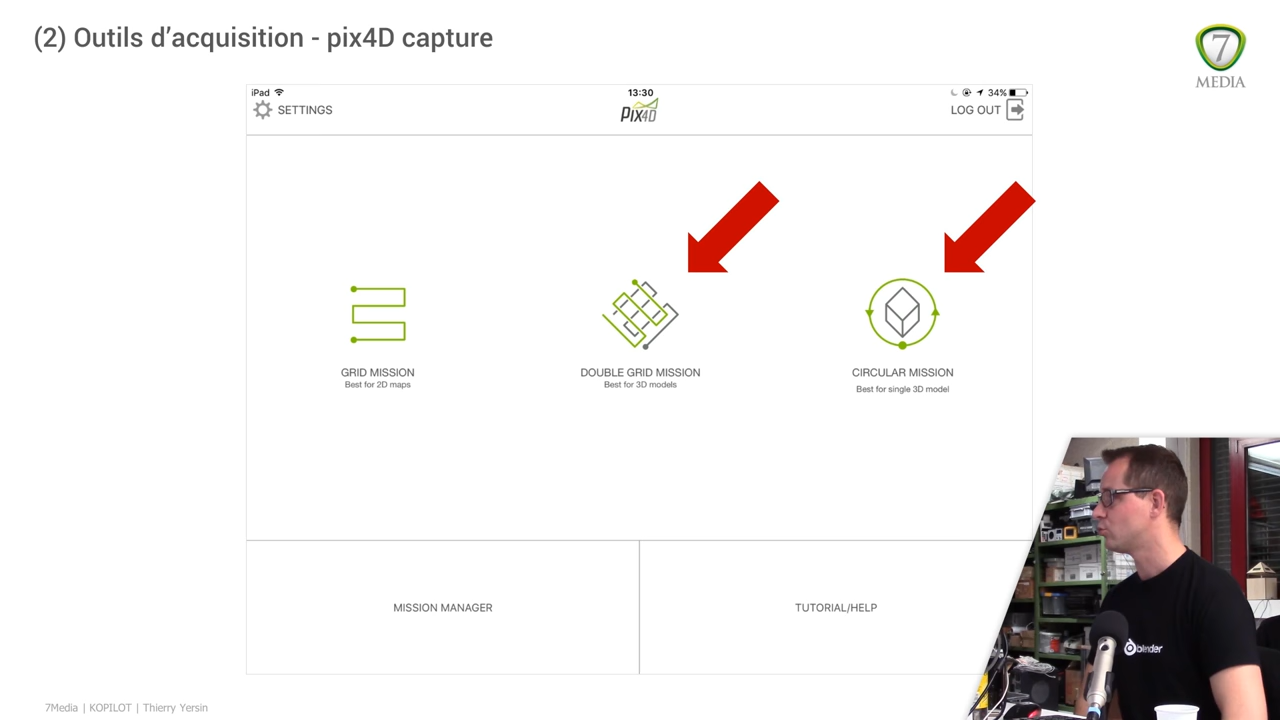 (2) Outils d’acquisition - pix4D capture
7
MEDIA
iPad
13:30
34%
SETTINGS
PIX4D
LOG OUT
GRID MISSION
Best for 2D maps
DOUBLE GRID MISSION
Best for 3D models
CIRCULAR MISSION
Best for single 3D model
MISSION MANAGER
TUTORIAL/HELP
blender
7Media | KOPILOT | Thierry Yersin